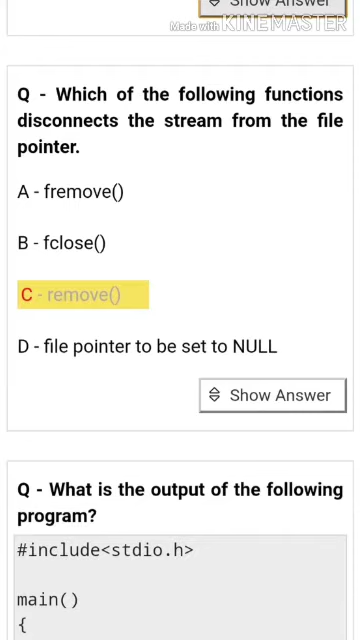 Show Answer
Made with KINEMASTER
Q - Which of the following functions
disconnects the stream from the file
pointer.
A - fremove()
B - fclose()
C - remove()
D - file pointer to be set to NULL
Show Answer
Q - What is the output of the following
program?
#include<stdio.h>
main()
{